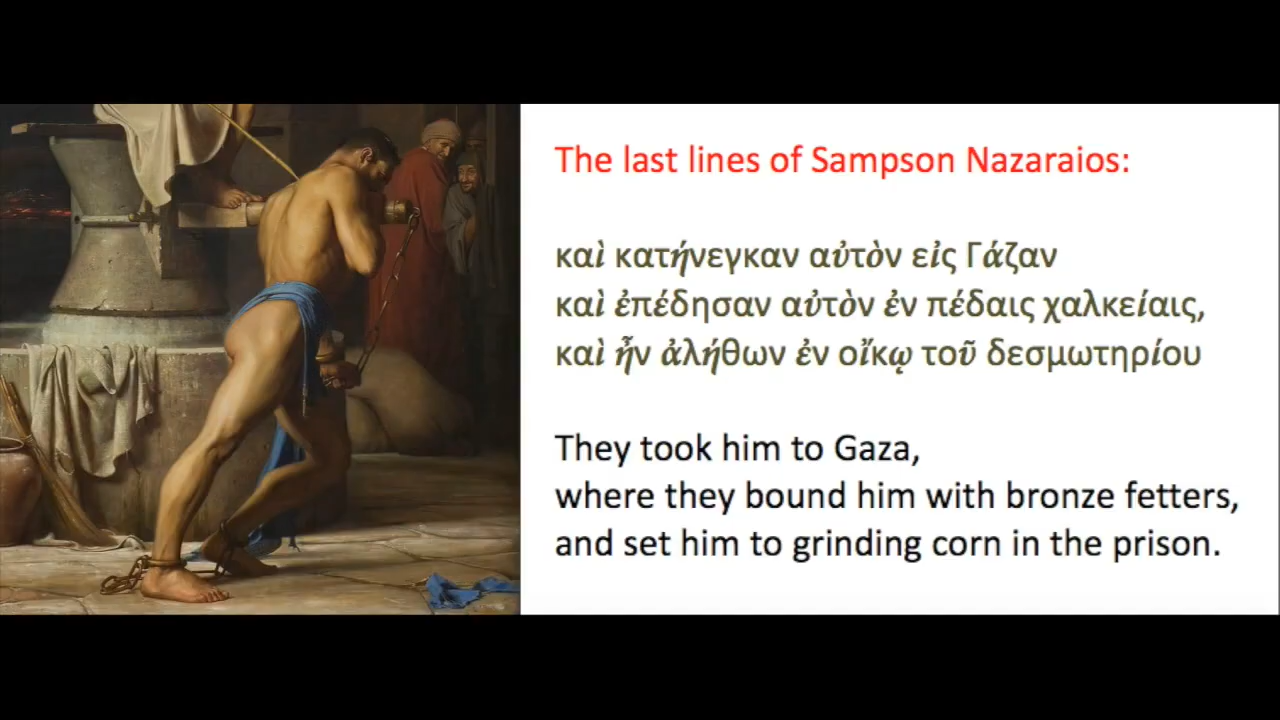 The last lines of Sampson Nazaraios:
καὶ κατήνεγκαν αὐτὸν εἰς Γάζαν
καὶ ἐπέδησαν αὐτὸν ἐν πέδαις χαλκείαις,
καὶ ἦν ἀλήθων ἐν οἴκῳ τοῦ δεσμωτηρίου
They took him to Gaza,
where they bound him with bronze fetters,
and set him to grinding corn in the prison.